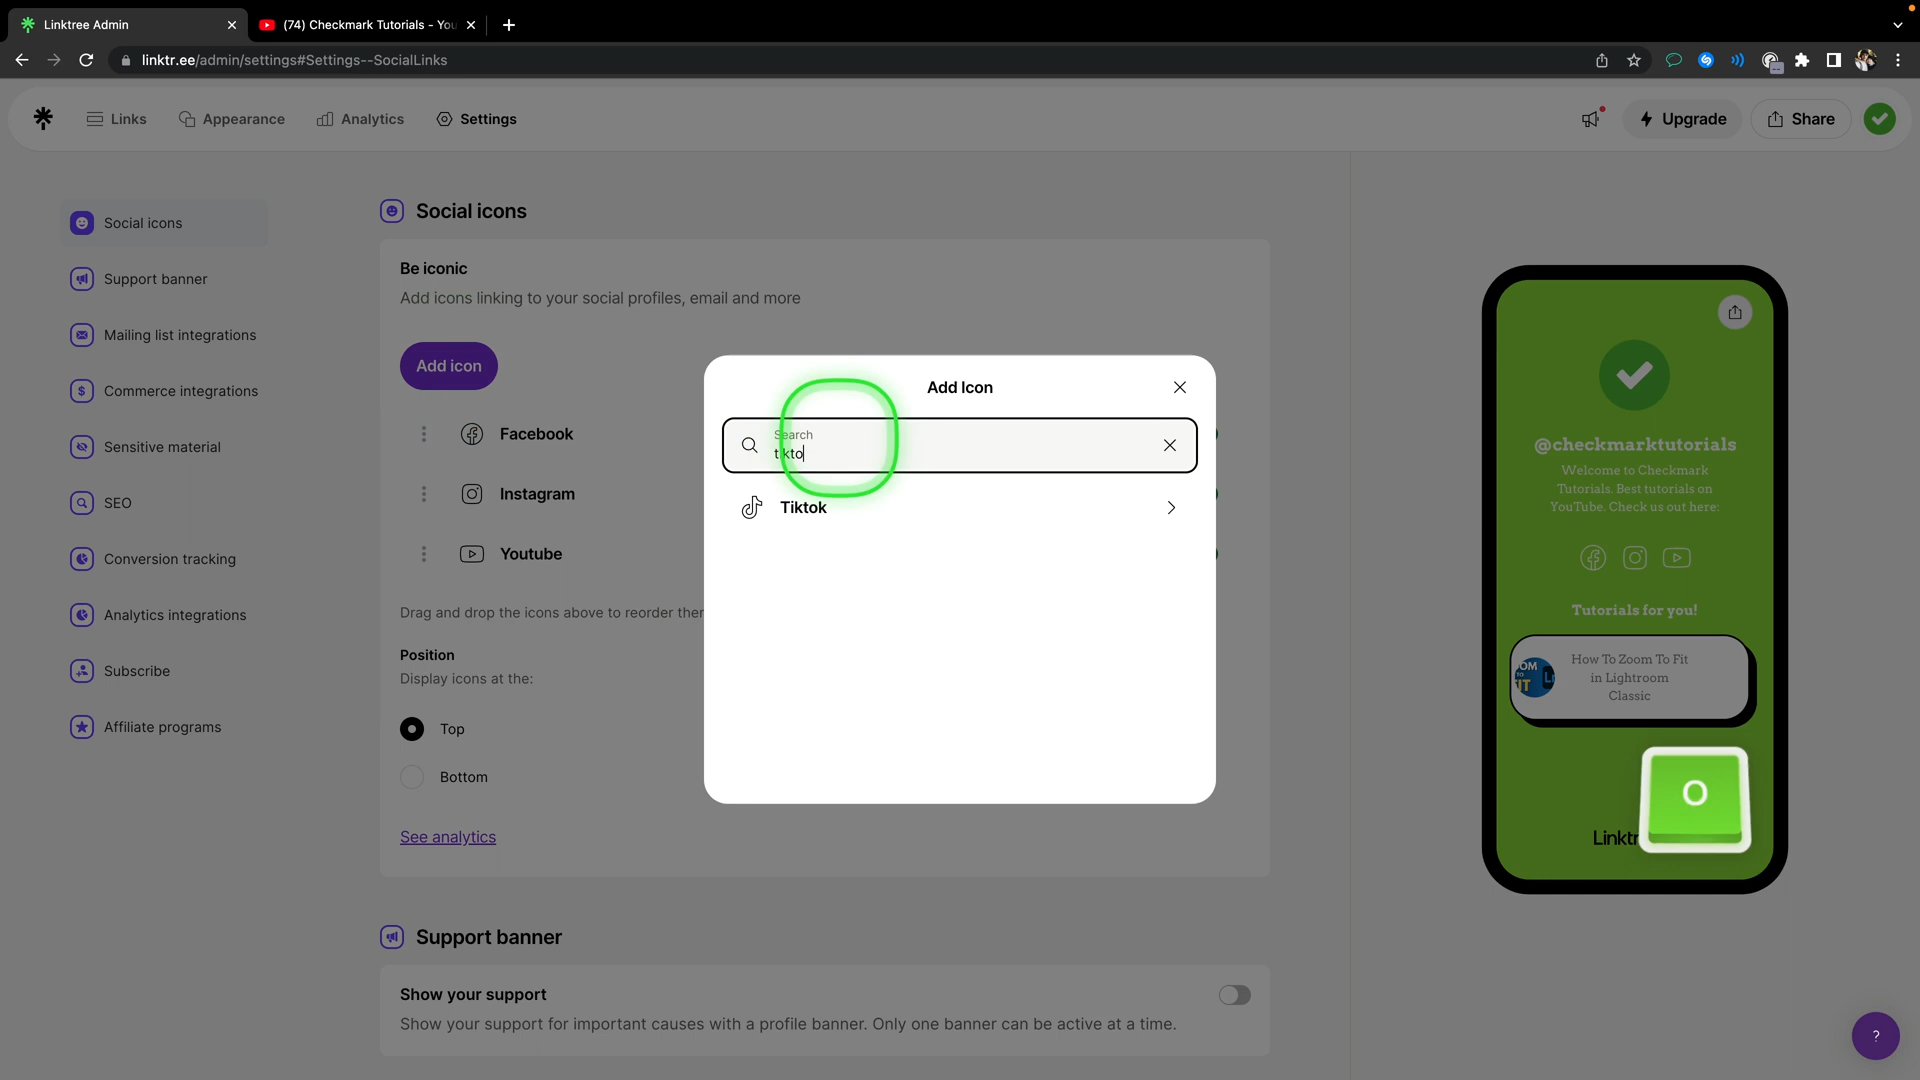 Linktree Admin
(74) Checkmark Tutorials - You
linktr.ee/admin/settings#Settings--SocialLinks
Links
Appearance
Analytics
Settings
Upgrade
Share
Social icons
Support banner
Mailing list integrations
Commerce integrations
Sensitive material
SEO
Conversion tracking
Analytics integrations
Subscribe
Affiliate programs
Social icons
Be iconic
Add icons linking to your social profiles, email and more
Add icon
Facebook
Instagram
Youtube
Drag and drop the icons above to reorder
Position
Display icons at the:
Top
Bottom
See analytics
Support banner
Show your support
Show your support for important causes with a profile banner. Only one banner can be active at a time.
Add Icon
Search
tikto
Tiktok
@checkmarktutorials
Welcome to Checkmark
Tutorials. Best tutorials on
YouTube. Check us out here:
Tutorials for you!
How To Zoom To Fit
in Lightroom
Classic
O
?